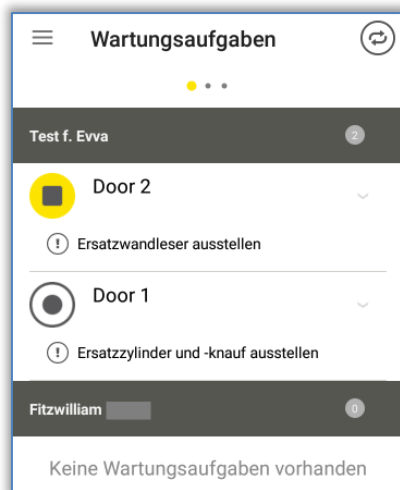 Wartungsaufgaben
Test f. Evva 2
Door 2
Ersatzwandleser ausstellen
Door 1
Ersatzzylinder und -knauf ausstellen
Fitzwilliam 0
Keine Wartungsaufgaben vorhanden